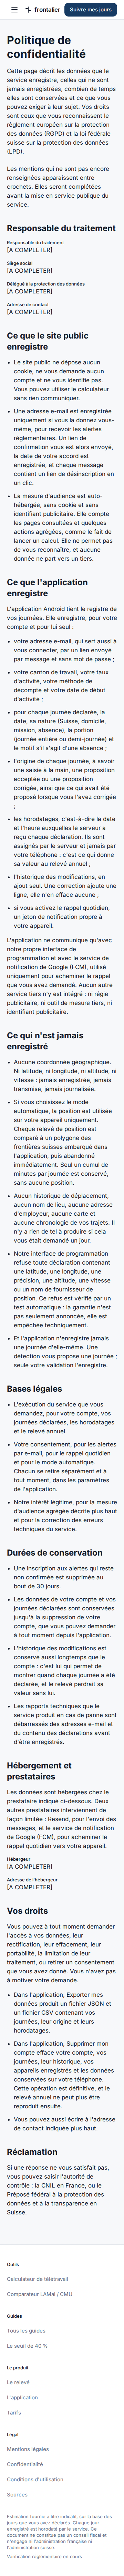 frontalier
Suivre mes jours
Politique de
confidentialité
Cette page décrit les données que le
service enregistre, celles qui ne sont
jamais enregistrées, combien de temps
elles sont conservées et ce que vous
pouvez exiger à leur sujet. Vos droits
sont ceux que vous reconnaissent le
règlement européen sur la protection
des données (RGPD) et la loi fédérale
suisse sur la protection des données
(LPD).
Les mentions qui ne sont pas encore
renseignées apparaissent entre
crochets. Elles seront complétées
avant la mise en service publique du
service.
Responsable du traitement
Responsable du traitement
[A COMPLETER]
Siège social
[A COMPLETER]
Délégué à la protection des données
[A COMPLETER]
Adresse de contact
[A COMPLETER]
Ce que le site public
enregistre
• Le site public ne dépose aucun
cookie, ne vous demande aucun
compte et ne vous identifie pas.
Vous pouvez utiliser le calculateur
sans rien communiquer.
• Une adresse e-mail est enregistrée
uniquement si vous la donnez vous-
même, pour recevoir les alertes
réglementaires. Un lien de
confirmation vous est alors envoyé,
la date de votre accord est
enregistrée, et chaque message
contient un lien de désinscription en
un clic.
• La mesure d'audience est auto-
hébergée, sans cookie et sans
identifiant publicitaire. Elle compte
les pages consultées et quelques
actions agrégées, comme le fait de
lancer un calcul. Elle ne permet pas
de vous reconnaître, et aucune
donnée ne part vers un tiers.
Ce que l'application
enregistre
L'application Android tient le registre de
vos journées. Elle enregistre, pour votre
compte et pour lui seul :
• votre adresse e-mail, qui sert aussi à
vous connecter, par un lien envoyé
par message et sans mot de passe ;
• votre canton de travail, votre taux
d'activité, votre méthode de
décompte et votre date de début
d'activité ;
• pour chaque journée déclarée, la
date, sa nature (Suisse, domicile,
mission, absence), la portion
(journée entière ou demi-journée) et
le motif s'il s'agit d'une absence ;
• l'origine de chaque journée, à savoir
une saisie à la main, une proposition
acceptée ou une proposition
corrigée, ainsi que ce qui avait été
proposé lorsque vous l'avez corrigée
;
• les horodatages, c'est-à-dire la date
et l'heure auxquelles le serveur a
reçu chaque déclaration. Ils sont
assignés par le serveur et jamais par
votre téléphone : c'est ce qui donne
sa valeur au relevé annuel ;
• l'historique des modifications, en
ajout seul. Une correction ajoute une
ligne, elle n'en efface aucune ;
• si vous activez le rappel quotidien,
un jeton de notification propre à
votre appareil.
L'application ne communique qu'avec
notre propre interface de
programmation et avec le service de
notification de Google (FCM),
uniquement pour acheminer le rappel
que vous avez demandé. Aucun autre
service tiers n'y est intégré : ni régie
publicitaire, ni outil de mesure tiers, ni
identifiant publicitaire.
Ce qui n'est jamais
enregistré
• Aucune coordonnée géographique.
Ni latitude, ni longitude, ni altitude, ni
vitesse : jamais enregistrée, jamais
transmise, jamais journalisée.
• Si vous choisissez le mode
automatique, la position est utilisée
sur votre appareil uniquement.
Chaque relevé de position est
comparé à un polygone des
frontières suisses embarqué dans
l'application, puis abandonné
immédiatement. Seul un cumul de
minutes par journée est conservé,
sans aucune position.
• Aucun historique de déplacement,
aucun nom de lieu, aucune adresse
d'employeur, aucune carte et
aucune chronologie de vos trajets. Il
n'y a rien de tel à produire si cela
vous était demandé un jour.
• Notre interface de programmation
refuse toute déclaration contenant
une latitude, une longitude, une
précision, une altitude, une vitesse
ou un nom de fournisseur de
position. Ce refus est vérifié par un
test automatique : la garantie n'est
pas seulement annoncée, elle est
empêchée techniquement.
• Et l'application n'enregistre jamais
une journée d'elle-même. Une
détection vous propose une journée ;
seule votre validation l'enregistre.
Bases légales
• L'exécution du service que vous
demandez, pour votre compte, vos
journées déclarées, les horodatages
et le relevé annuel.
• Votre consentement, pour les alertes
par e-mail, pour le rappel quotidien
et pour le mode automatique.
Chacun se retire séparément et à
tout moment, dans les paramètres
de l'application.
• Notre intérêt légitime, pour la mesure
d'audience agrégée décrite plus haut
et pour la correction des erreurs
techniques du service.
Durées de conservation
• Une inscription aux alertes qui reste
non confirmée est supprimée au
bout de 30 jours.
• Les données de votre compte et vos
journées déclarées sont conservées
jusqu'à la suppression de votre
compte, que vous pouvez demander
à tout moment depuis l'application.
• L'historique des modifications est
conservé aussi longtemps que le
compte : c'est lui qui permet de
montrer quand chaque journée a été
déclarée, et le relevé perdrait sa
valeur sans lui.
• Les rapports techniques que le
service produit en cas de panne sont
débarrassés des adresses e-mail et
du contenu des déclarations avant
d'être enregistrés.
Hébergement et
prestataires
Les données sont hébergées chez le
prestataire indiqué ci-dessous. Deux
autres prestataires interviennent de
façon limitée : Resend, pour l'envoi des
messages, et le service de notification
de Google (FCM), pour acheminer le
rappel quotidien vers votre appareil.
Hébergeur
[A COMPLETER]
Adresse de l'hébergeur
[A COMPLETER]
Vos droits
Vous pouvez à tout moment demander
l'accès à vos données, leur
rectification, leur effacement, leur
portabilité, la limitation de leur
traitement, ou retirer un consentement
que vous avez donné. Vous n'avez pas
à motiver votre demande.
• Dans l'application, Exporter mes
données produit un fichier JSON et
un fichier CSV contenant vos
journées, leur origine et leurs
horodatages.
• Dans l'application, Supprimer mon
compte efface votre compte, vos
journées, leur historique, vos
appareils enregistrés et les données
conservées sur votre téléphone.
Cette opération est définitive, et le
relevé annuel ne peut plus être
reproduit ensuite.
• Vous pouvez aussi écrire à l'adresse
de contact indiquée plus haut.
Réclamation
Si une réponse ne vous satisfait pas,
vous pouvez saisir l'autorité de
contrôle : la CNIL en France, ou le
Préposé fédéral à la protection des
données et à la transparence en
Suisse.
Outils
Calculateur de télétravail
Comparateur LAMal / CMU
Guides
Tous les guides
Le seuil de 40 %
Le produit
Le relevé
L'application
Tarifs
Légal
Mentions légales
Confidentialité
Conditions d'utilisation
Sources
Estimation fournie à titre indicatif, sur la base des
jours que nous avez déclarés. Chaque jour
enregistré est horodaté par le service. Ce
document ne constitue pas un conseil fiscal et
n'engage ni l'administration française ni
l'administration suisse.
Vérification réglementaire en cours